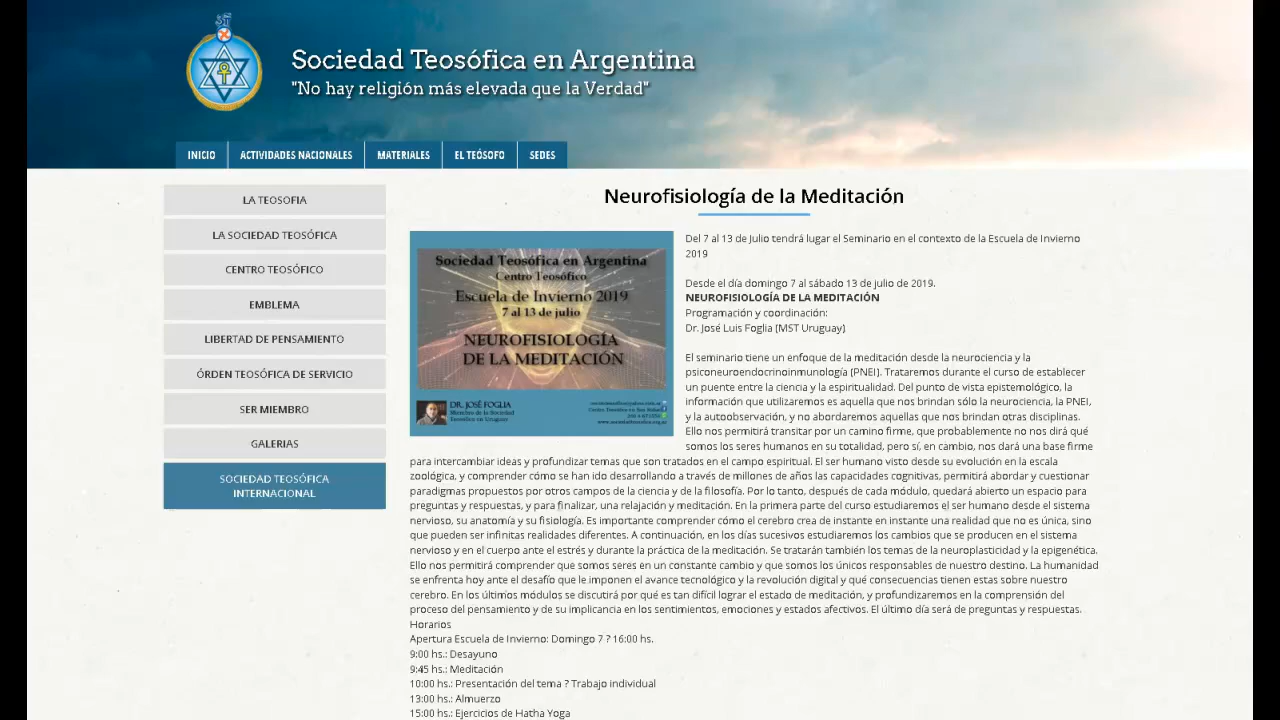 Sociedad Teosófica en Argentina
"No hay religión más elevada que la Verdad"
INICIO
ACTIVIDADES NACIONALES
MATERIALES
EL TEÓSOFO
SEDES
LA TEOSOFIA
LA SOCIEDAD TEOSÓFICA
CENTRO TEOSÓFICO
EMBLEMA
LIBERTAD DE PENSAMIENTO
ÓRDEN TEOSÓFICA DE SERVICIO
SER MIEMBRO
GALERIAS
SOCIEDAD TEOSÓFICA
INTERNACIONAL
Neurofisiología de la Meditación
Sociedad Teosofica en Argentina
Centro Teosofico
Escuela de Invierno 2019
7 al 13 de julio
NEUROFISIOLOGÍA
DE LA MEDITACIÓN
DR. JOSÉ FOGLIA
Miembro de la Sociedad
Teosófica en Uruguay
Del 7 al 13 de Julio tendrá lugar el Seminario en el contexto de la Escuela de Invierno
2019
Desde el día domingo 7 al sábado 13 de julio de 2019.
NEUROFISIOLOGÍA DE LA MEDITACIÓN
Programación y coordinación:
Dr. José Luis Foglia (MST Uruguay)
El seminario tiene un enfoque de la meditación desde la neurociencia y la
psiconeuroendocrinoinmunología (PNEI). Trataremos durante el curso de establecer
un puente entre la ciencia y la espiritualidad. Del punto de vista epistemológico, la
información que utilizaremos es aquella que nos brindan sólo la neurociencia, la PNEI,
y la autoobservación, y no abordaremos aquellas que nos brindan otras disciplinas.
Ello nos permitirá transitar por un camino firme, que probablemente no nos dirá qué
somos los seres humanos en su totalidad, pero sí, en cambio, nos dará una base firme
para intercambiar ideas y profundizar temas que son tratados en el campo espiritual. El ser humano visto desde su evolución en la escala
zoológica, y comprender cómo se han ido desarrollando a través de millones de años las capacidades cognitivas, permitirá abordar y cuestionar
paradigmas propuestos por otros campos de la ciencia y de la filosofía. Por lo tanto, después de cada módulo, quedará abierto un espacio para
preguntas y respuestas, y para finalizar, una relajación y meditación. En la primera parte del curso estudiaremos el ser humano desde el sistema
nervioso, su anatomía y su fisiología. Es importante comprender cómo el cerebro crea de instante en instante una realidad que no es única, sino
que pueden ser infinitas realidades diferentes. A continuación, en los días sucesivos estudiaremos los cambios que se producen en el sistema
nervioso y en el cuerpo ante el estrés y durante la práctica de la meditación. Se tratarán también los temas de la neuroplasticidad y la epigenética.
Ello nos permitirá comprender que somos seres en un constante cambio y que somos los únicos responsables de nuestro destino. La humanidad
se enfrenta hoy ante el desafío que le imponen el avance tecnológico y la revolución digital y qué consecuencias tienen estas sobre nuestro
cerebro. En los últimos módulos se discutirá por qué es tan difícil lograr el estado de meditación, y profundizaremos en la comprensión del
proceso del pensamiento y de su implicancia en los sentimientos, emociones y estados afectivos. El último día será de preguntas y respuestas.
Horarios
Apertura Escuela de Invierno: Domingo 7 ? 16:00 hs.
9:00 hs.: Desayuno
9:45 hs.: Meditación
10:00 hs.: Presentación del tema ? Trabajo individual
13:00 hs.: Almuerzo
15:00 hs.: Ejercicios de Hatha Yoga